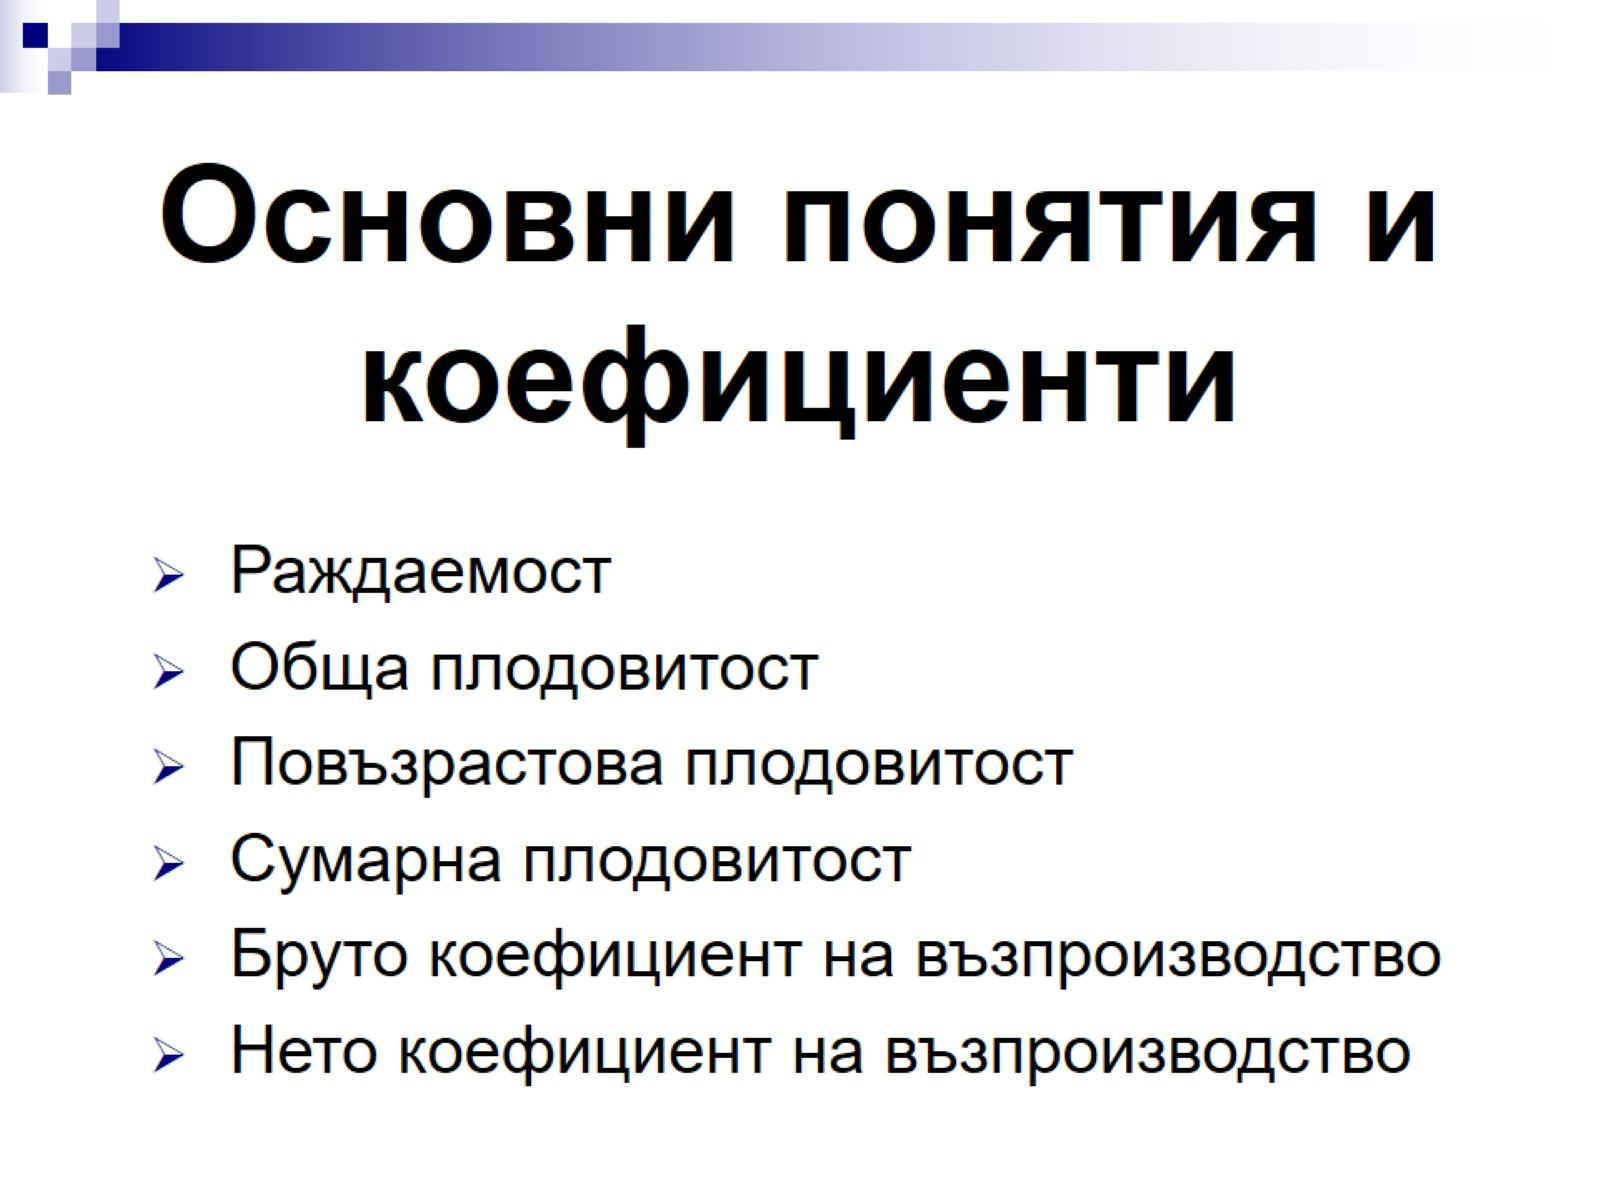 Основни понятия и
коефициенти
Раждаемост
Обща плодовитост
Повъзрастова плодовитост
Сумарна плодовитост
Бруто коефициент на възпроизводство
Нето коефициент на възпроизводство